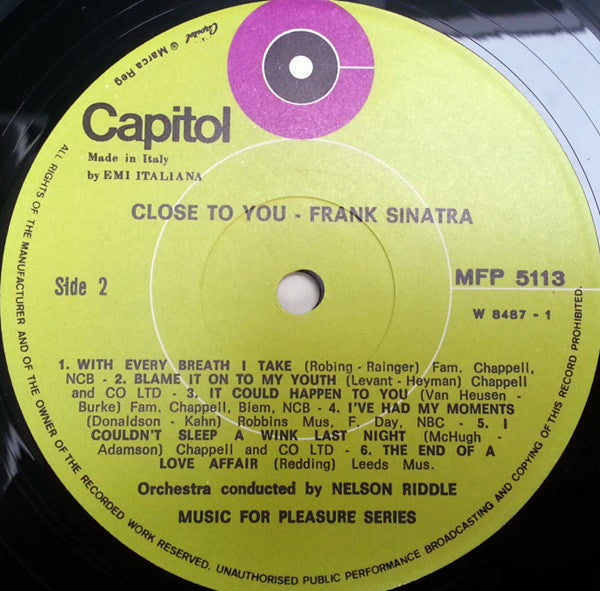 Capitol ® Marca Reg
Capitol
Made in Italy
by EMI ITALIANA
CLOSE TO YOU - FRANK SINATRA
Side 2
MFP 5113
W 8487 - 1
1. WITH EVERY BREATH I TAKE (Robing - Rainger) Fam. Chappell,
NCB - 2. BLAME IT ON TO MY YOUTH (Levant - Heyman) Chappell
and CO LTD - 3. IT COULD HAPPEN TO YOU (Van Heusen -
Burke) Fam. Chappell, Biem, NCB - 4. I'VE HAD MY MOMENTS
(Donaldson - Kahn) Robbins Mus, F. Day, NBC - 5. I
COULDN'T SLEEP A WINK LAST NIGHT (McHugh -
Adamson) Chappell and CO LTD - 6. THE END OF A
LOVE AFFAIR (Redding) Leeds Mus.
Orchestra conducted by NELSON RIDDLE
MUSIC FOR PLEASURE SERIES
ALL RIGHTS OF THE MANUFACTURER AND OF THE OWNER OF THE RECORDED WORK RESERVED. UNAUTHORISED PUBLIC PERFORMANCE BROADCASTING AND COPYING OF THIS RECORD PROHIBITED.